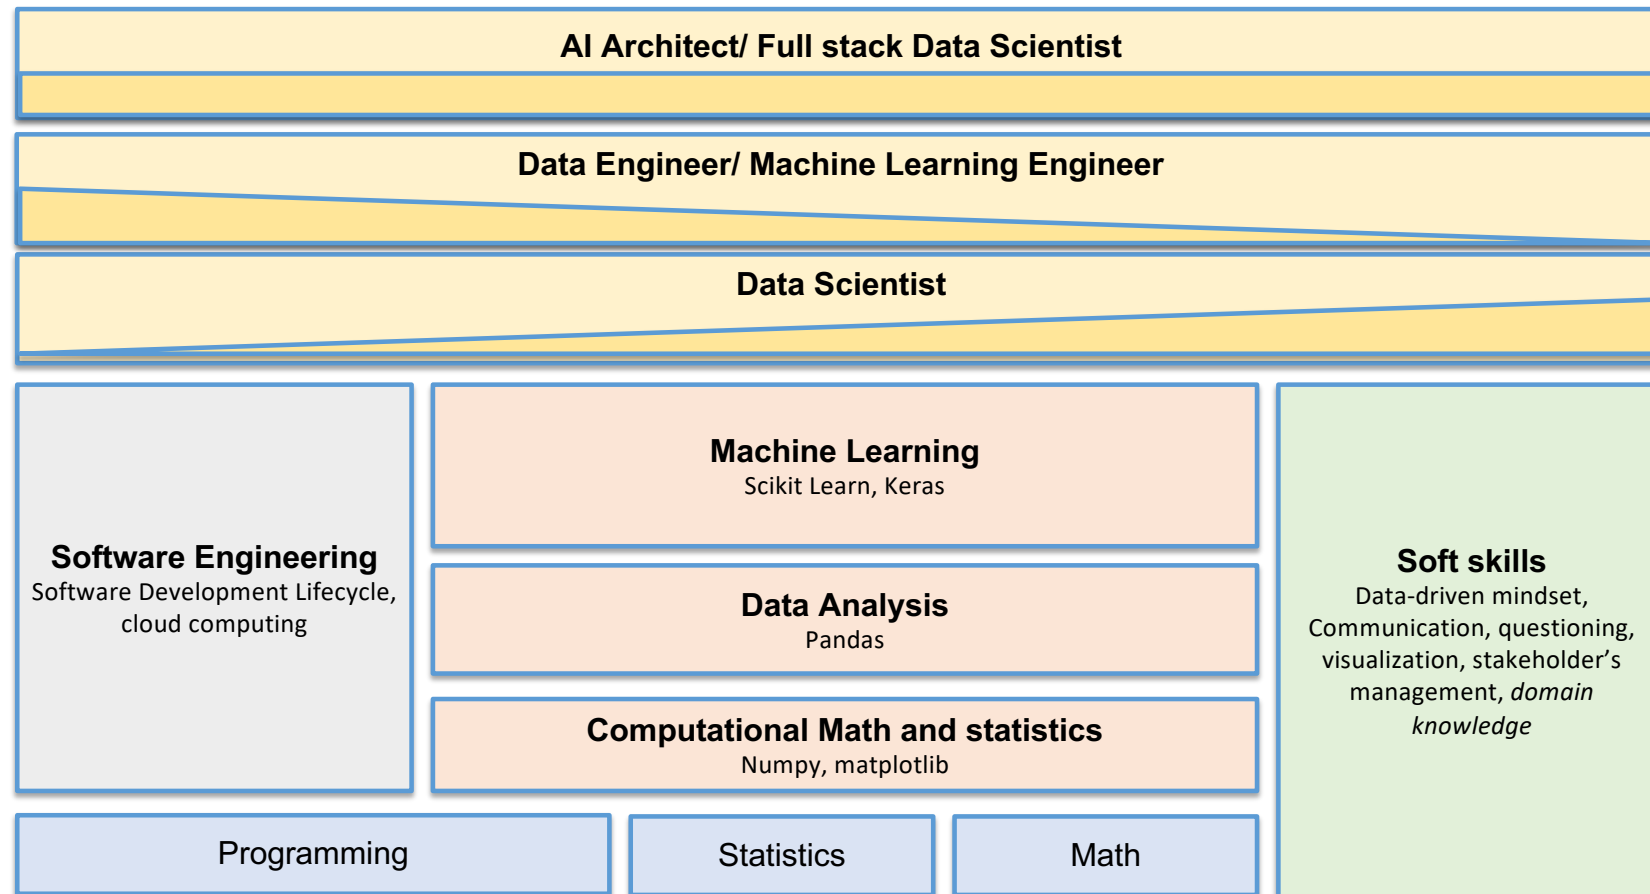 AI Architect/ Full stack Data Scientist
Data Engineer/ Machine Learning Engineer
Data Scientist
Software Engineering
Software Development Lifecycle,
cloud computing
Machine Learning
Scikit Learn, Keras
Data Analysis
Pandas
Computational Math and statistics
Numpy, matplotlib
Soft skills
Data-driven mindset,
Communication, questioning,
visualization, stakeholder’s
management, domain
knowledge
Programming
Statistics
Math